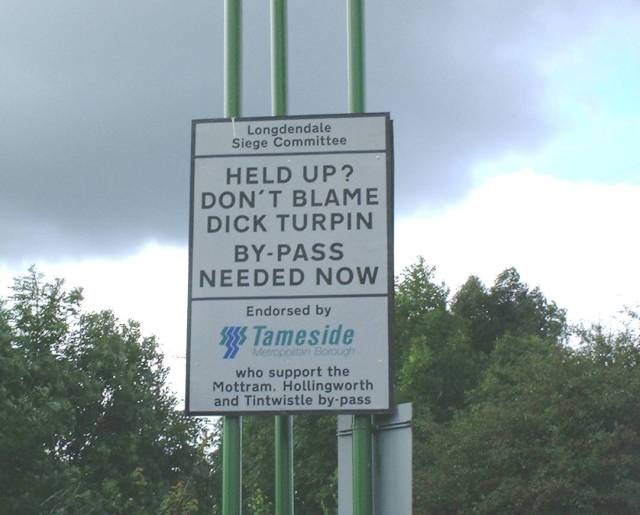 Longdendale
Siege Committee
HELD UP?
DON'T BLAME
DICK TURPIN
BY-PASS
NEEDED NOW
Endorsed by
Tameside
Metropolitan Borough
who support the
Mottram. Hollingworth
and Tintwistle by-pass